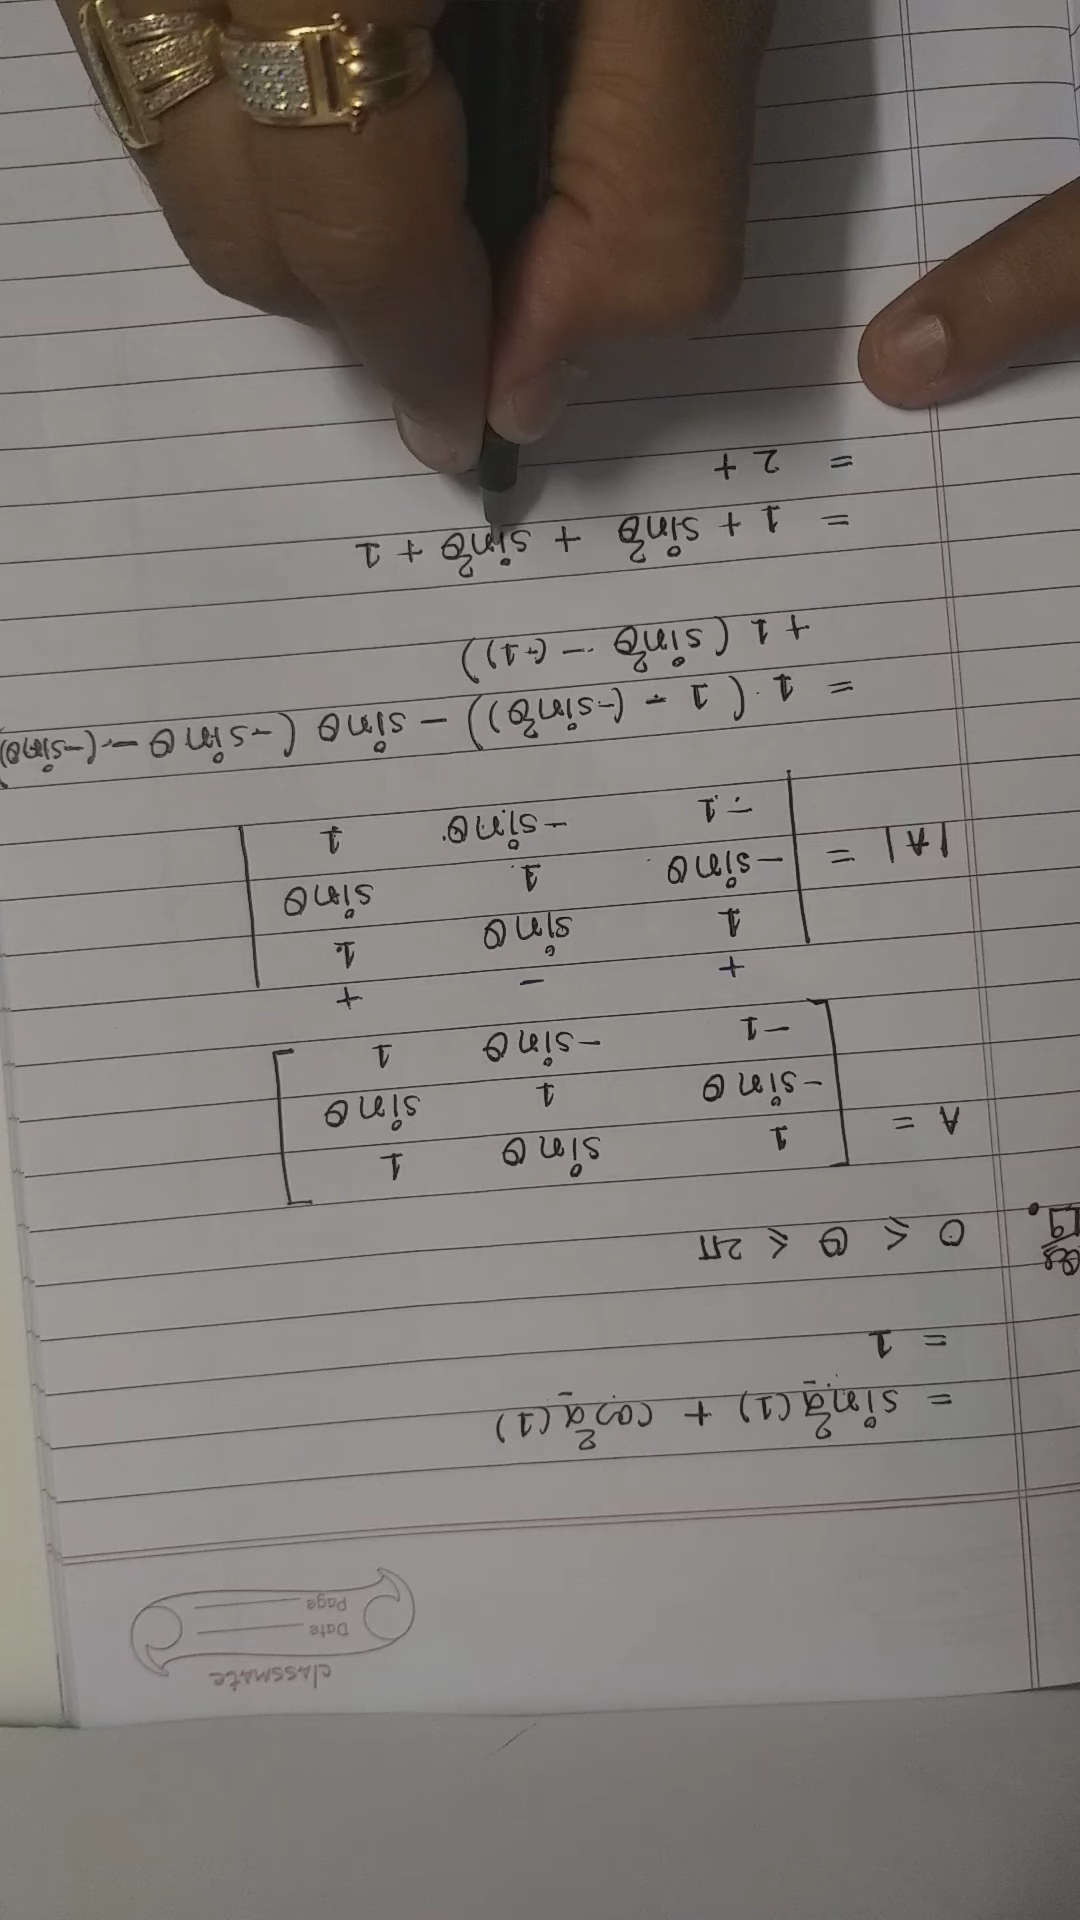 classmate
Date
Page
= sin²α(1) + cos²α(1)
= 1
0 ≤ θ ≤ 2π
A = [ 1 sinθ 1
-sinθ 1 sinθ
-1 -sinθ 1 ]
+ - +
|A| = | 1 sinθ 1
-sinθ 1 sinθ
-1 -sinθ 1 |
= 1 (1 - (-sin²θ)) - sinθ (-sinθ - (-sinθ)
+ 1 (sin²θ - (-1))
= 1 + sin²θ + sin²θ + 1
= 2 +